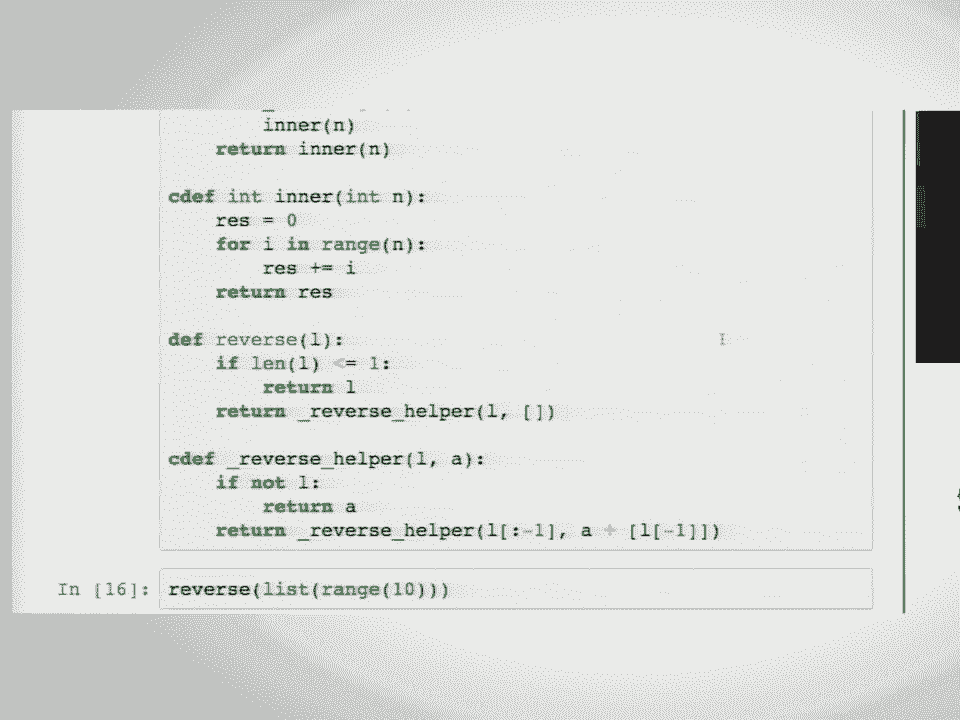 inner(n)
return inner(n)
cdef int inner(int n):
res = 0
for i in range(n):
res += i
return res
def reverse(l):
if len(l) <= 1:
return l
return _reverse_helper(l, [])
cdef _reverse_helper(l, a):
if not l:
return a
return _reverse_helper(l[:-1], a + [l[-1]])
In [16]: reverse(list(range(10)))